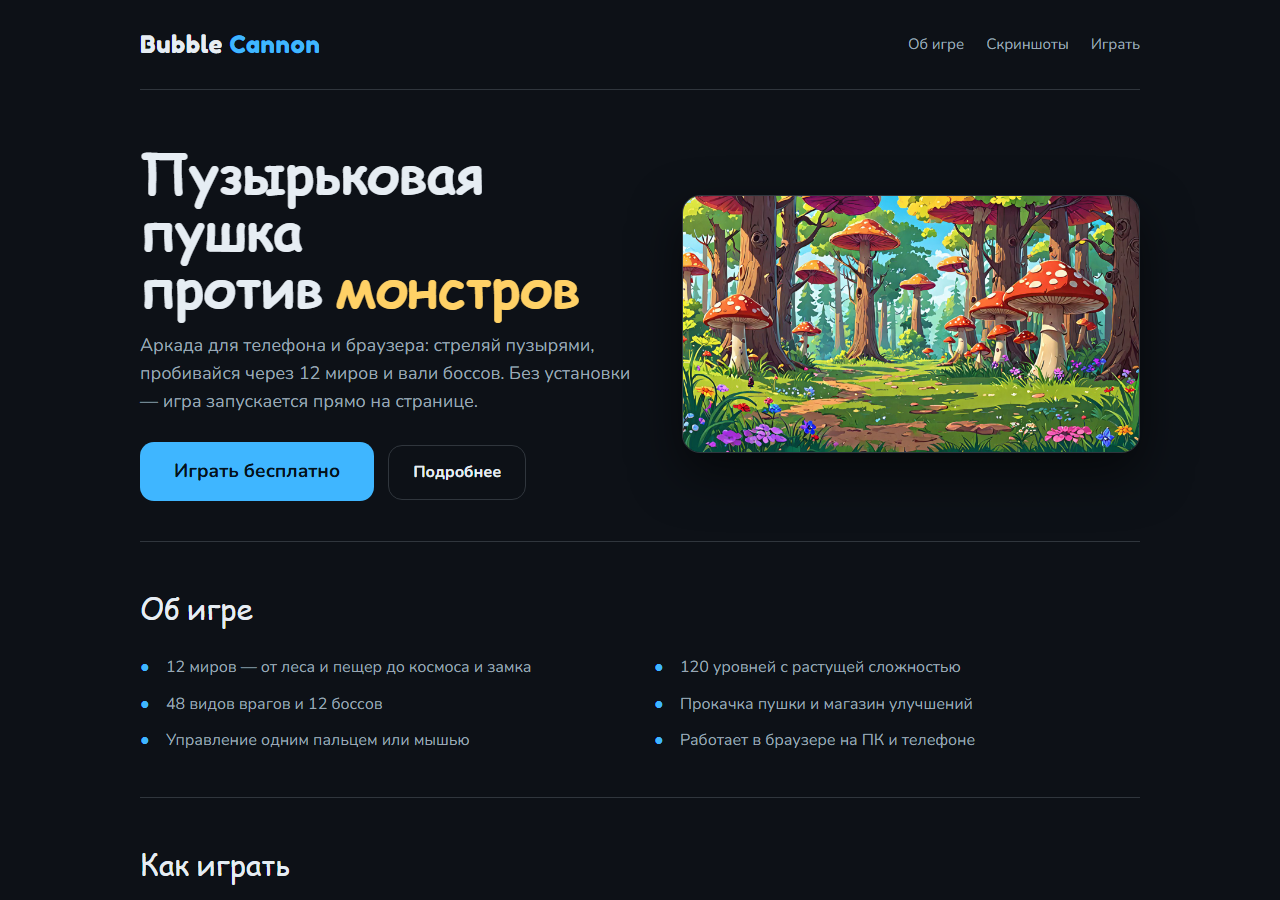 Bubble Cannon
Об игре
Скриншоты
Играть
Пузырьковая
пушка
против монстров
Аркада для телефона и браузера: стреляй пузырями,
пробивайся через 12 миров и вали боссов. Без установки
— игра запускается прямо на странице.
Играть бесплатно
Подробнее
Об игре
12 миров — от леса и пещер до космоса и замка
120 уровней с растущей сложностью
48 видов врагов и 12 боссов
Прокачка пушки и магазин улучшений
Управление одним пальцем или мышью
Работает в браузере на ПК и телефоне
Как играть